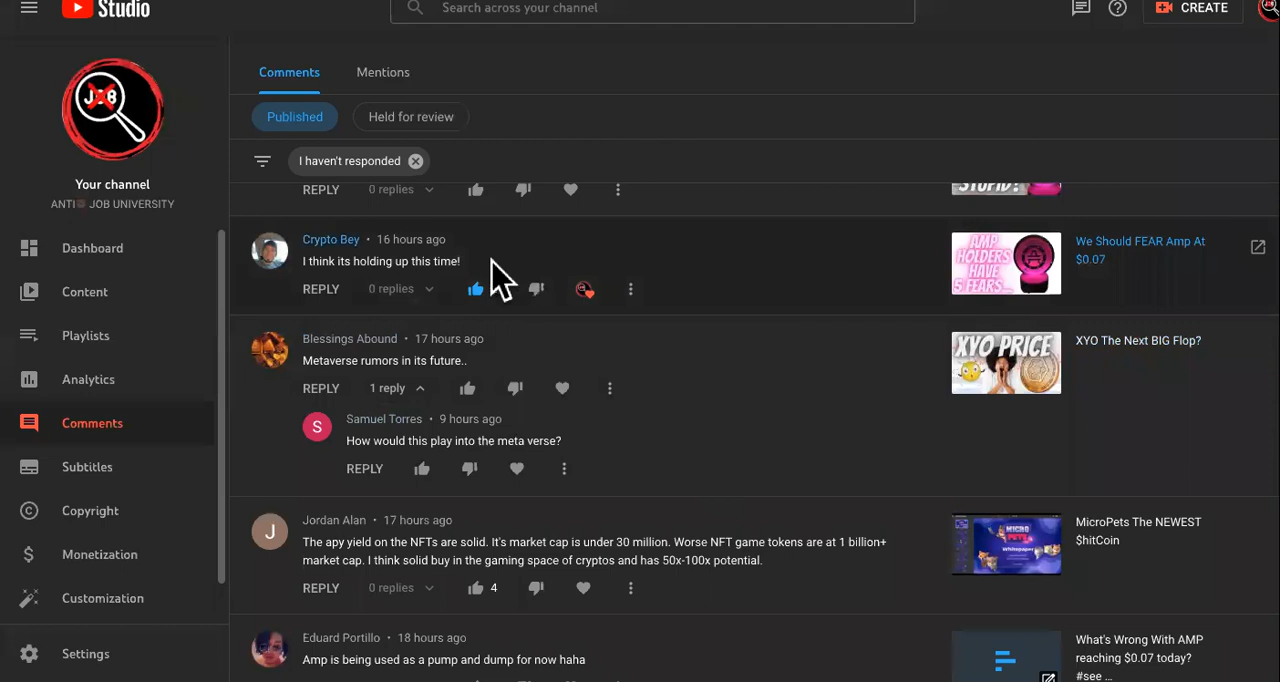 Studio
Search across your channel
CREATE
JOB
Your channel
ANTI JOB UNIVERSITY
Dashboard
Content
Playlists
Analytics
Comments
Subtitles
Copyright
Monetization
Customization
Settings
Comments Mentions
Published Held for review
I haven't responded
REPLY 0 replies
STUPID?
Crypto Bey • 16 hours ago
I think its holding up this time!
REPLY 0 replies
AMP
HOLDERS
HAVE
5 FEARS...
We Should FEAR Amp At
$0.07
Blessings Abound • 17 hours ago
Metaverse rumors in its future..
REPLY 1 reply
XYO PRICE
XYO The Next BIG Flop?
S
Samuel Torres • 9 hours ago
How would this play into the meta verse?
REPLY
J
Jordan Alan • 17 hours ago
The apy yield on the NFTs are solid. It's market cap is under 30 million. Worse NFT game tokens are at 1 billion+
market cap. I think solid buy in the gaming space of cryptos and has 50x-100x potential.
REPLY 0 replies 4
MICRO
PETS
Whitepaper
MicroPets The NEWEST
$hitCoin
Eduard Portillo • 18 hours ago
Amp is being used as a pump and dump for now haha
What's Wrong With AMP
reaching $0.07 today?
#see ...